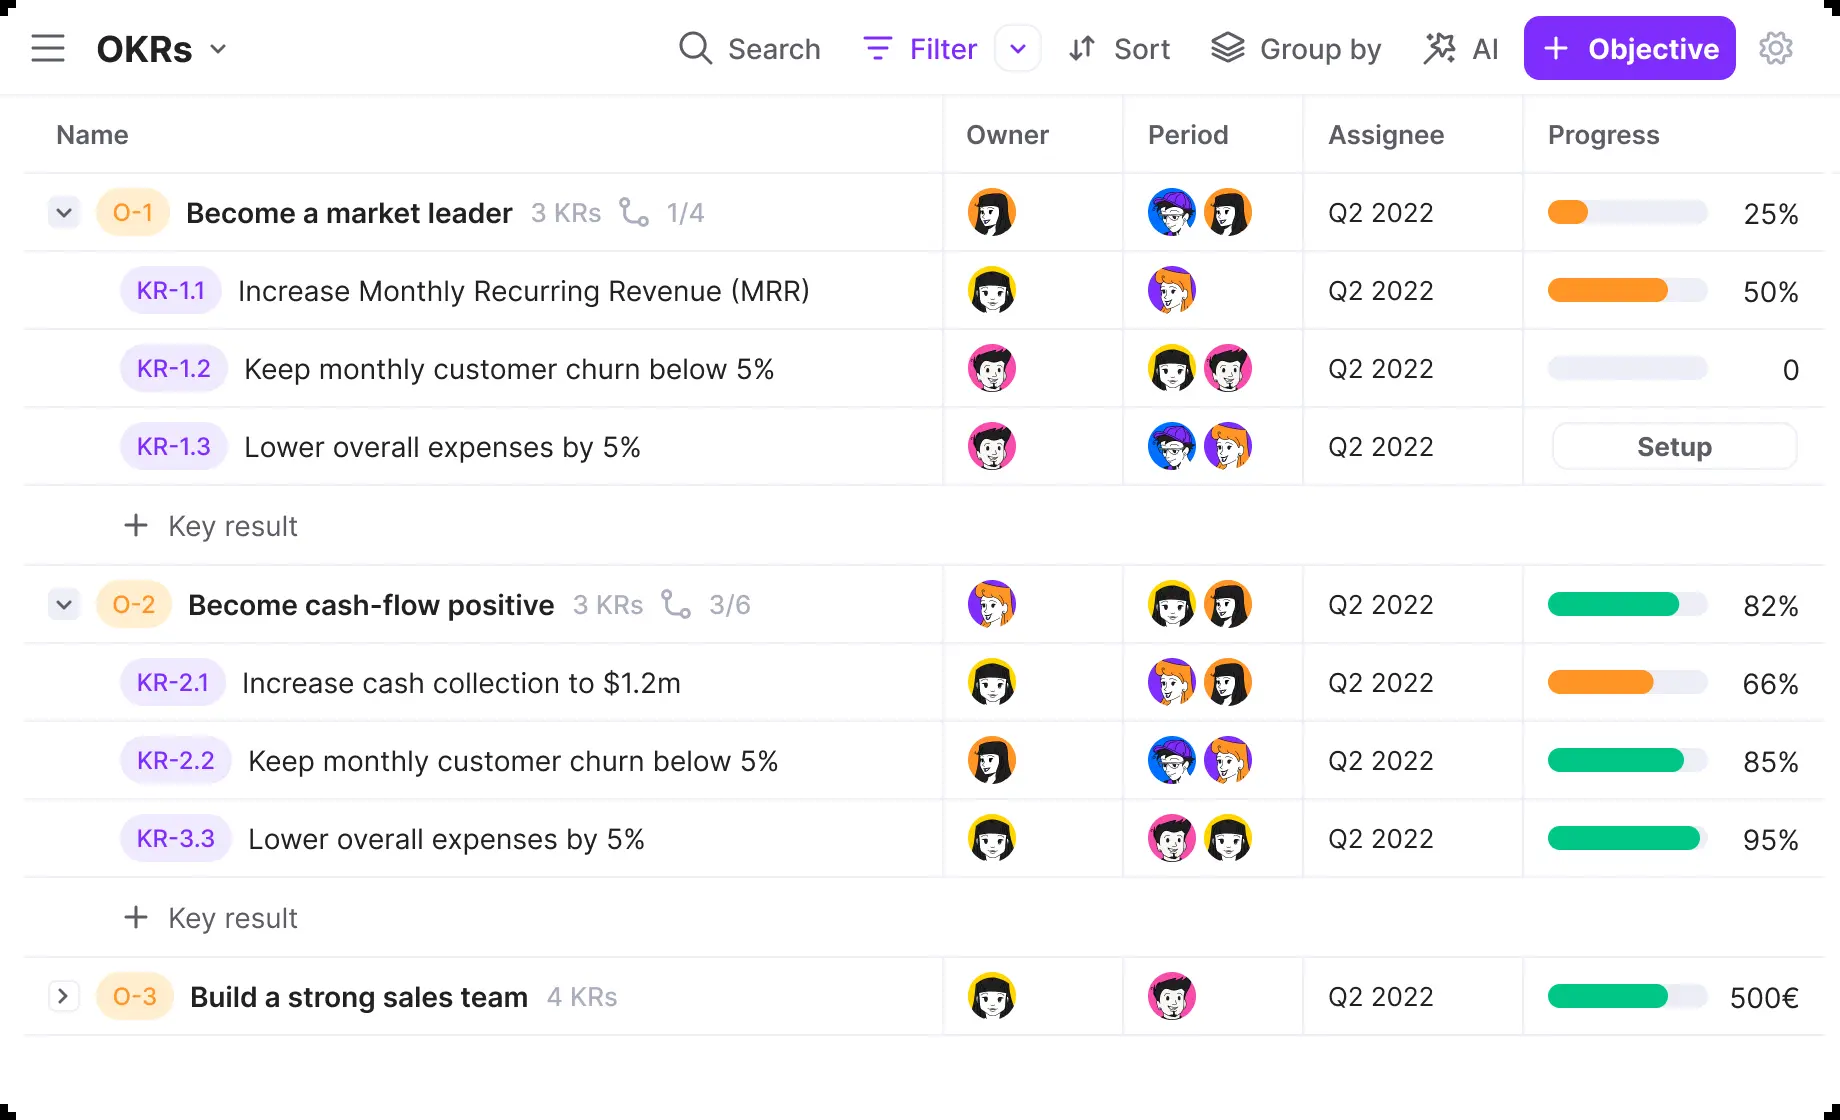 OKRs Search Filter Sort Group by AI + Objective
Name Owner Period Assignee Progress
O-1 Become a market leader 3 KRs 1/4 Q2 2022 25%
KR-1.1 Increase Monthly Recurring Revenue (MRR) Q2 2022 50%
KR-1.2 Keep monthly customer churn below 5% Q2 2022 0
KR-1.3 Lower overall expenses by 5% Q2 2022 Setup
+ Key result
O-2 Become cash-flow positive 3 KRs 3/6 Q2 2022 82%
KR-2.1 Increase cash collection to $1.2m Q2 2022 66%
KR-2.2 Keep monthly customer churn below 5% Q2 2022 85%
KR-3.3 Lower overall expenses by 5% Q2 2022 95%
+ Key result
O-3 Build a strong sales team 4 KRs Q2 2022 500€